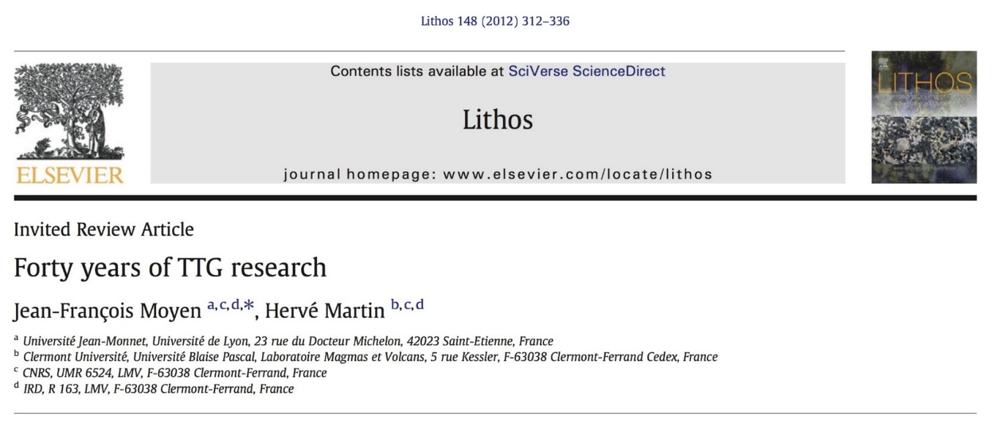 Lithos 148 (2012) 312–336
Contents lists available at SciVerse ScienceDirect
Lithos
journal homepage: www.elsevier.com/locate/lithos
ELSEVIER
LITHOS
Invited Review Article
Forty years of TTG research
Jean-François Moyen a,c,d,*, Hervé Martin b,c,d
a Université Jean-Monnet, Université de Lyon, 23 rue du Docteur Michelon, 42023 Saint-Etienne, France
b Clermont Université, Université Blaise Pascal, Laboratoire Magmas et Volcans, 5 rue Kessler, F-63038 Clermont-Ferrand Cedex, France
c CNRS, UMR 6524, LMV, F-63038 Clermont-Ferrand, France
d IRD, R 163, LMV, F-63038 Clermont-Ferrand, France